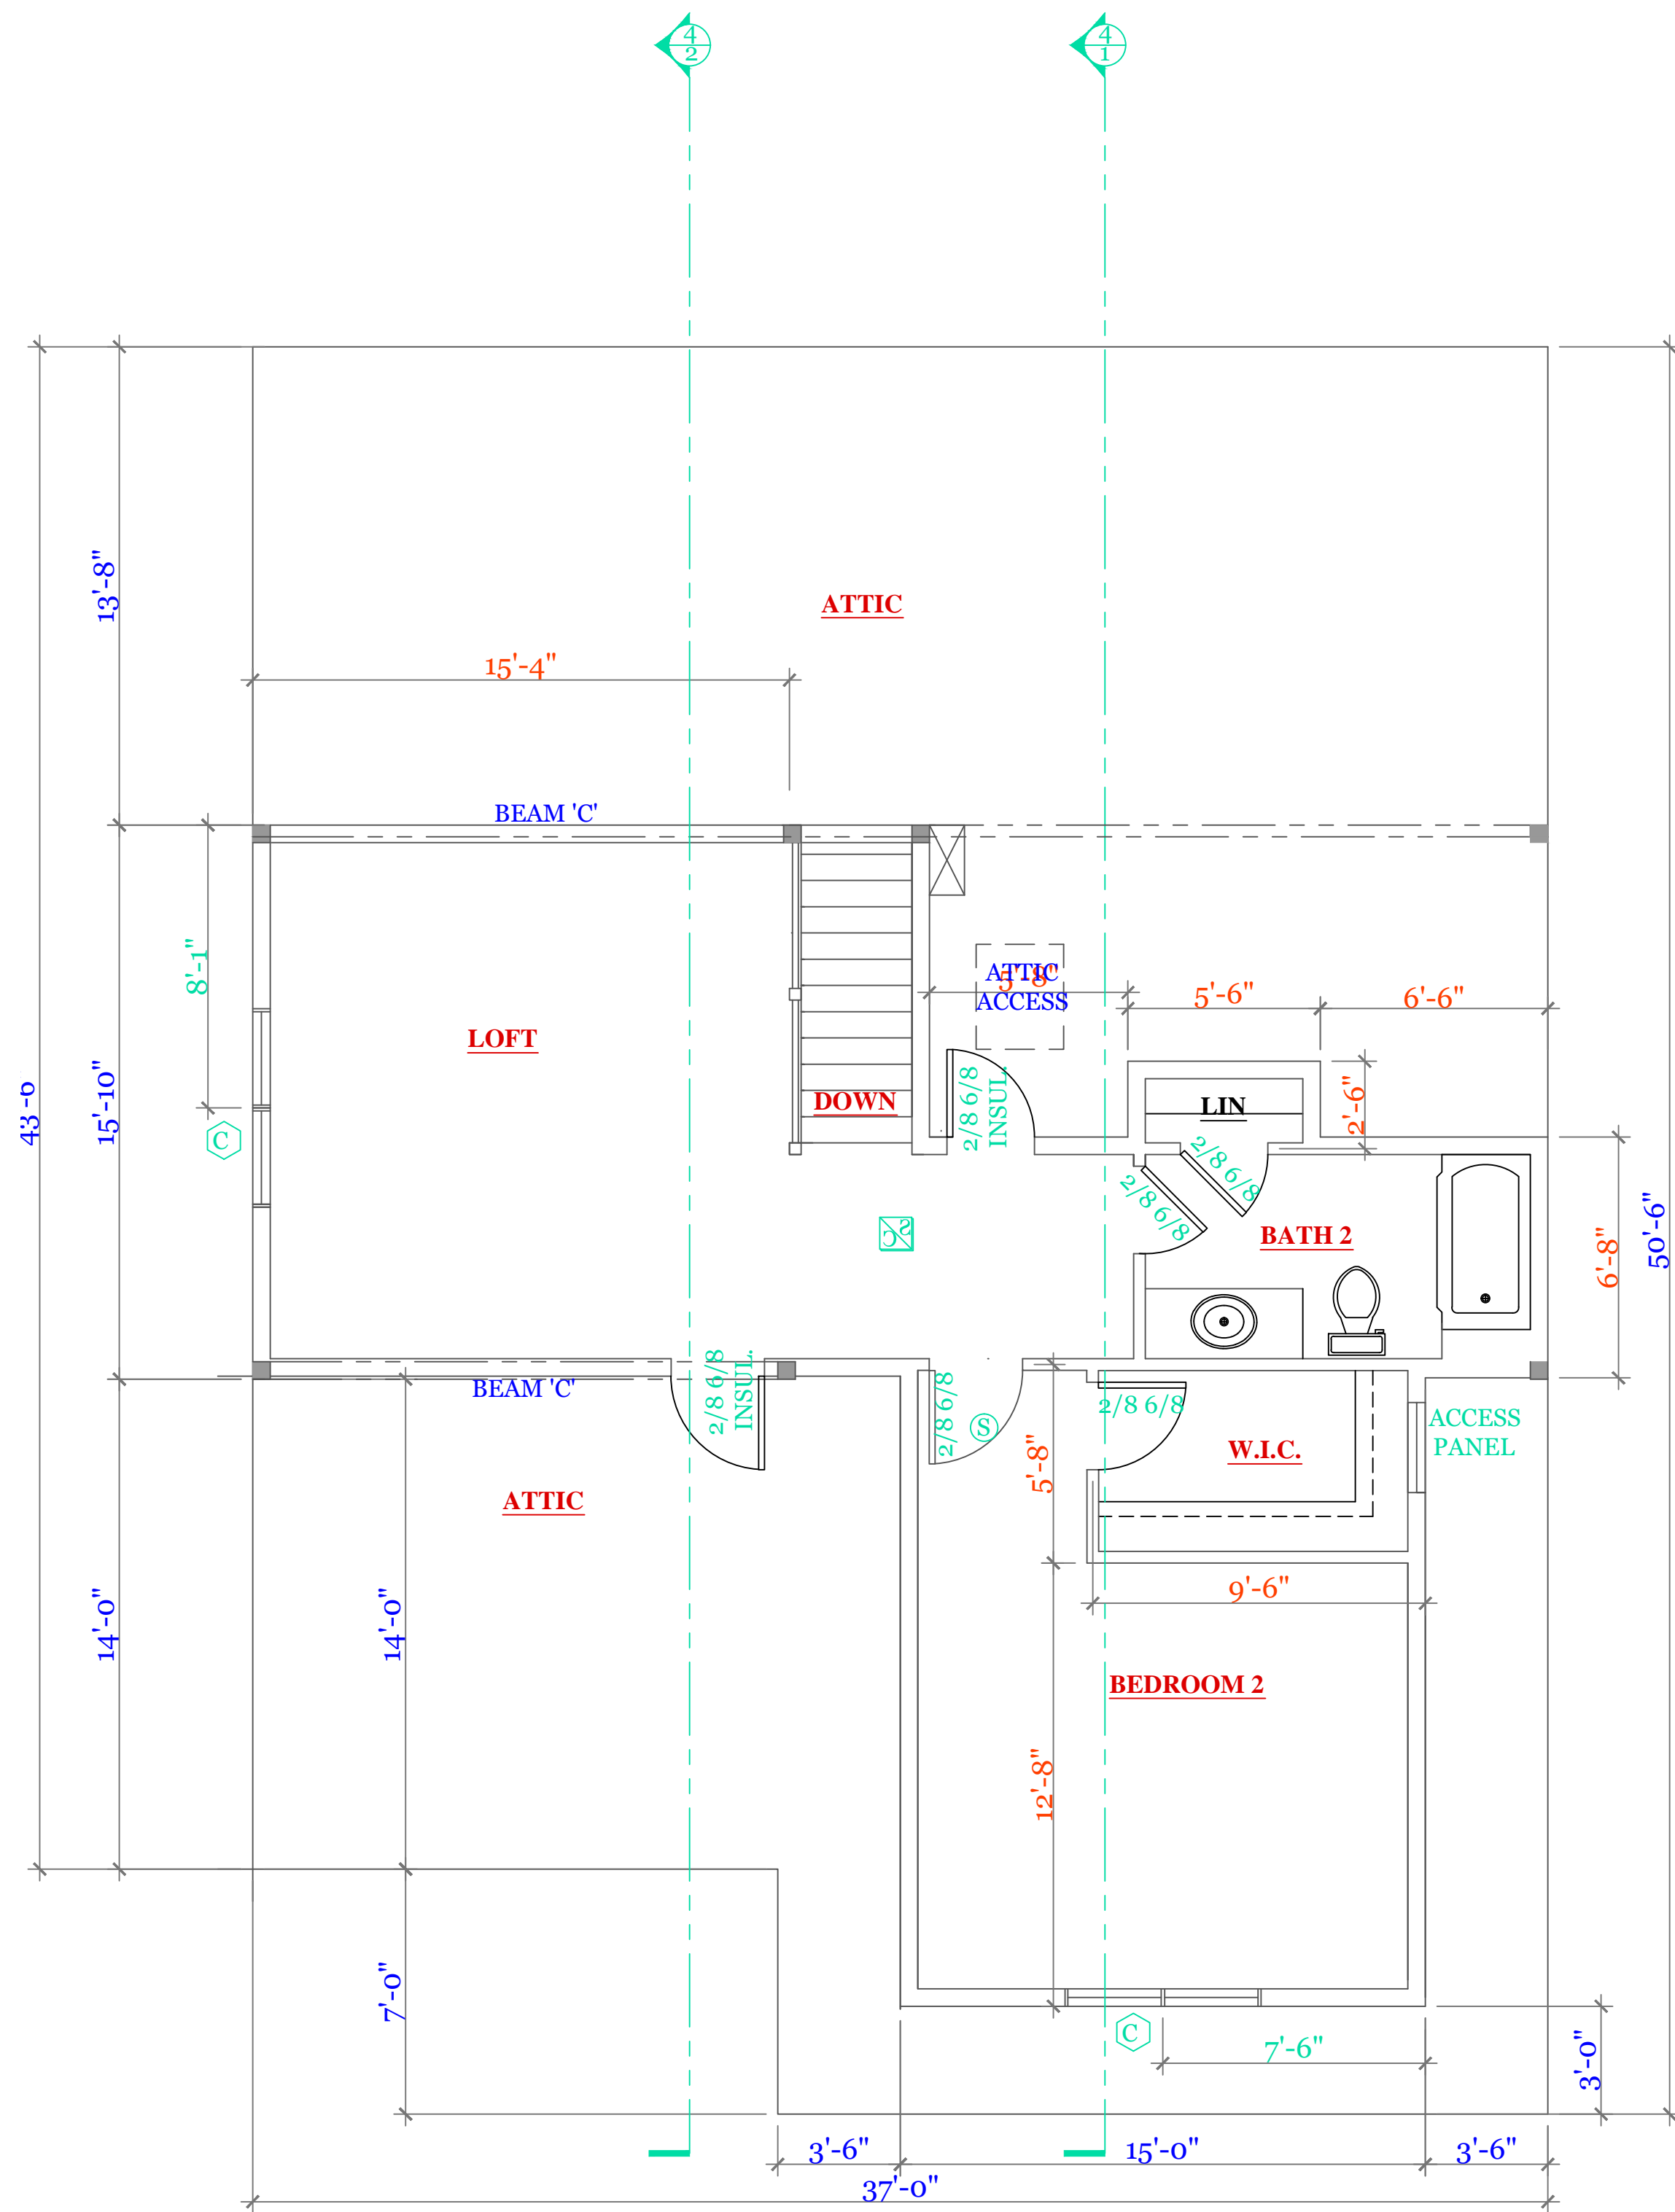 4
2
4
1
13'-8"
ATTIC
15'-4"
BEAM 'C'
8'-1"
ATTIC
ACCESS
5'-8"
5'-6"
6'-6"
LOFT
43'-6
15'-10"
DOWN
2/8 6/8
INSUL.
LIN
2'-6"
C
2/8 6/8
2/8 6/8
SC
BATH 2
6'-8"
50'-6"
BEAM 'C'
2/8 6/8
INSUL.
2/8 6/8
S
2/8 6/8
ACCESS
PANEL
W.I.C.
5'-8"
ATTIC
14'-0"
14'-0"
9'-6"
BEDROOM 2
12'-8"
7'-0"
C
7'-6"
3'-0"
3'-6"
15'-0"
3'-6"
37'-0"